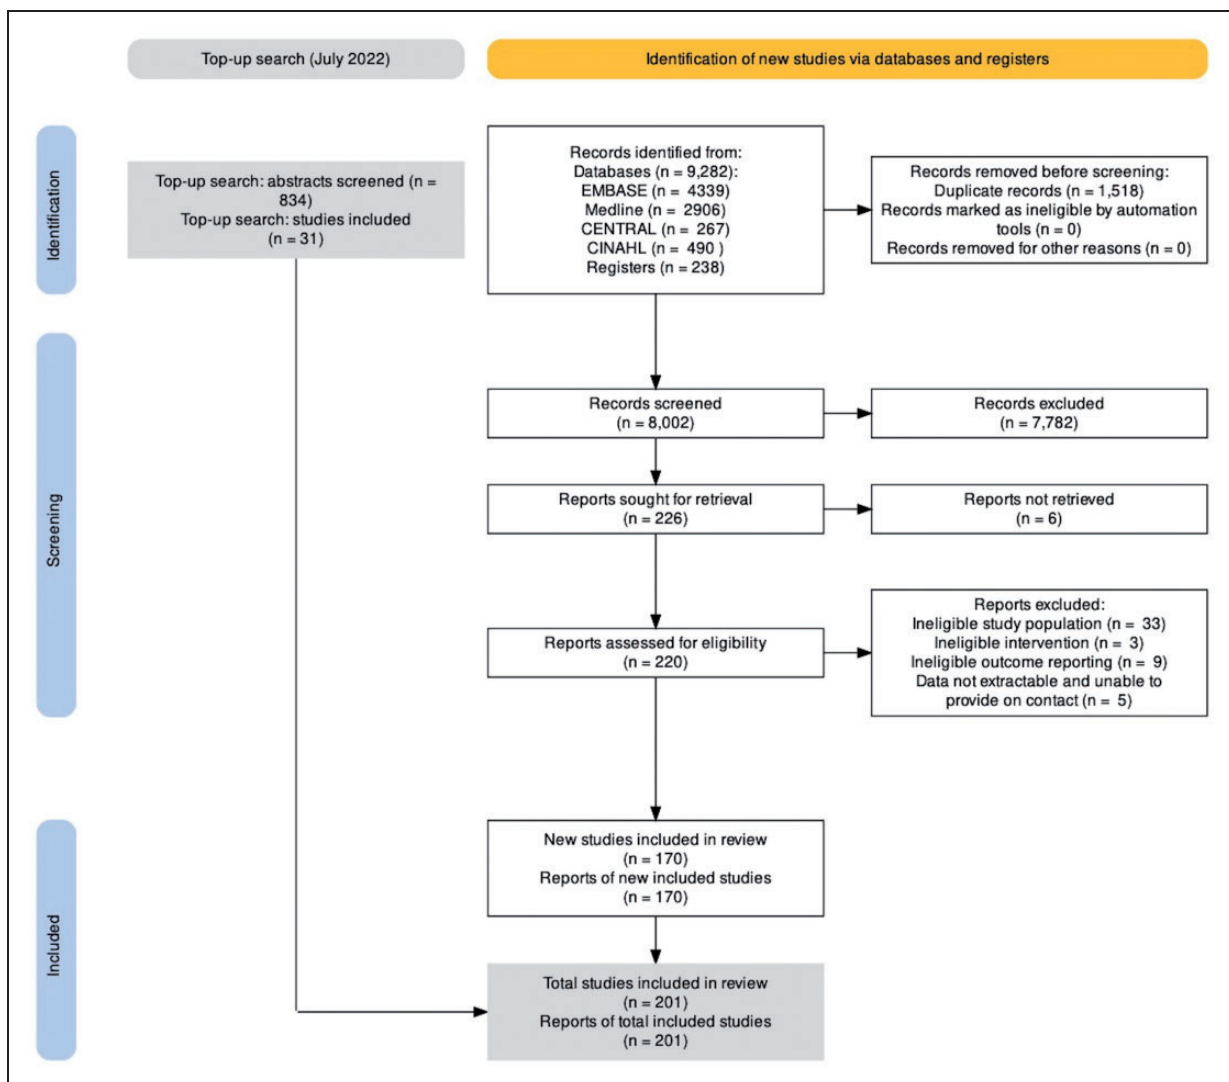 Top-up search (July 2022)
Identification of new studies via databases and registers
Identification
Top-up search: abstracts screened (n =
834)
Top-up search: studies included
(n = 31)
Records identified from:
Databases (n = 9,282):
EMBASE (n = 4339)
Medline (n = 2906)
CENTRAL (n = 267)
CINAHL (n = 490 )
Registers (n = 238)
Records removed before screening:
Duplicate records (n = 1,518)
Records marked as ineligible by automation
tools (n = 0)
Records removed for other reasons (n = 0)
Screening
Records screened
(n = 8,002)
Records excluded
(n = 7,782)
Reports sought for retrieval
(n = 226)
Reports not retrieved
(n = 6)
Reports assessed for eligibility
(n = 220)
Reports excluded:
Ineligible study population (n = 33)
Ineligible intervention (n = 3)
Ineligible outcome reporting (n = 9)
Data not extractable and unable to
provide on contact (n = 5)
Included
New studies included in review
(n = 170)
Reports of new included studies
(n = 170)
Total studies included in review
(n = 201)
Reports of total included studies
(n = 201)